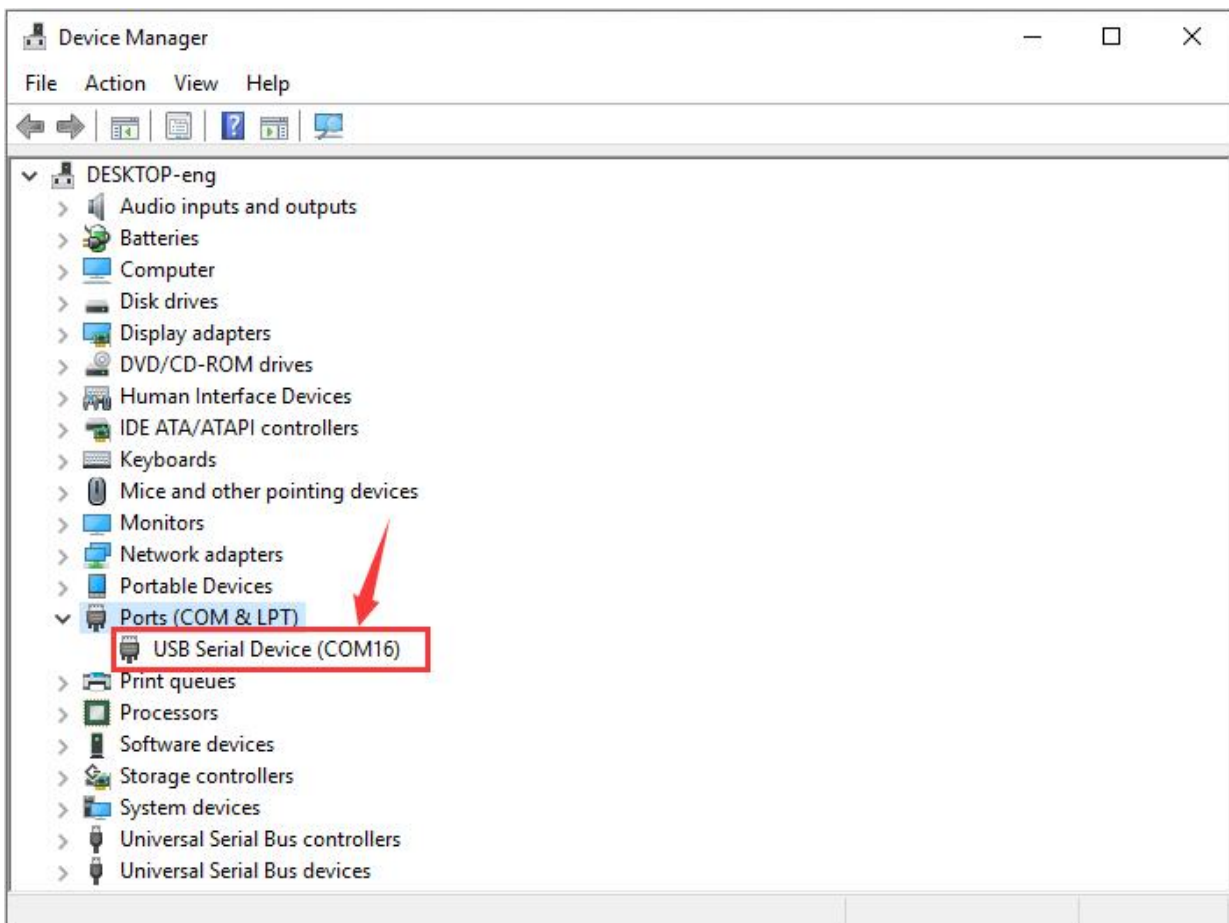 Device Manager
File Action View Help
DESKTOP-eng
Audio inputs and outputs
Batteries
Computer
Disk drives
Display adapters
DVD/CD-ROM drives
Human Interface Devices
IDE ATA/ATAPI controllers
Keyboards
Mice and other pointing devices
Monitors
Network adapters
Portable Devices
Ports (COM & LPT)
USB Serial Device (COM16)
Print queues
Processors
Software devices
Storage controllers
System devices
Universal Serial Bus controllers
Universal Serial Bus devices